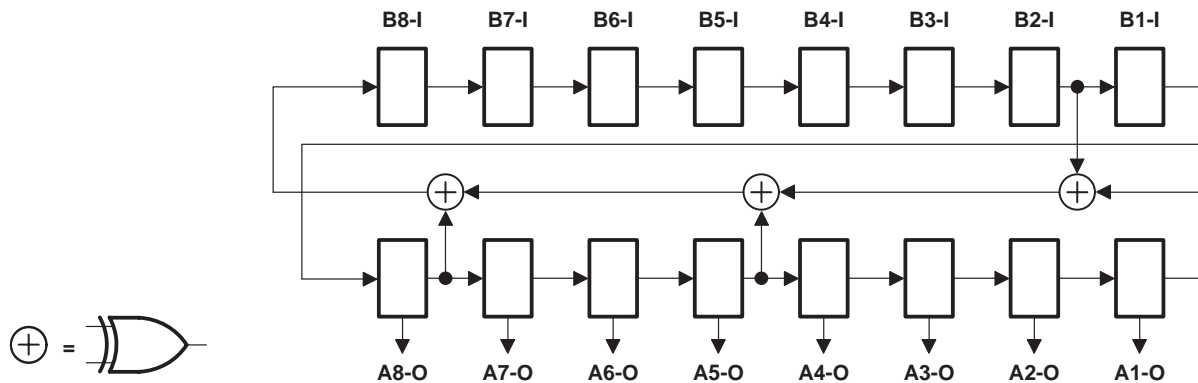 B8-I B7-I B6-I B5-I B4-I B3-I B2-I B1-I
=
A8-O A7-O A6-O A5-O A4-O A3-O A2-O A1-O